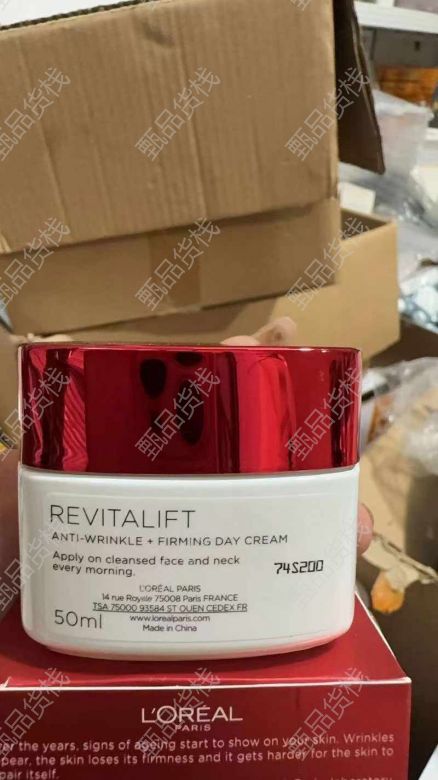 甄品货栈
REVITALIFT
ANTI-WRINKLE + FIRMING DAY CREAM
Apply on cleansed face and neck
every morning.
74S200
L'ORÉAL PARIS
14 rue Royale 75008 Paris FRANCE
TSA 75000 93584 ST OUEN CEDEX FR
www.lorealparis.com
Made in China
50ml
L'ORÉAL
PARIS
er the years, signs of ageing start to show on your skin. Wrinkles
pear, the skin loses its firmness and it gets harder for the skin to
pair itself.